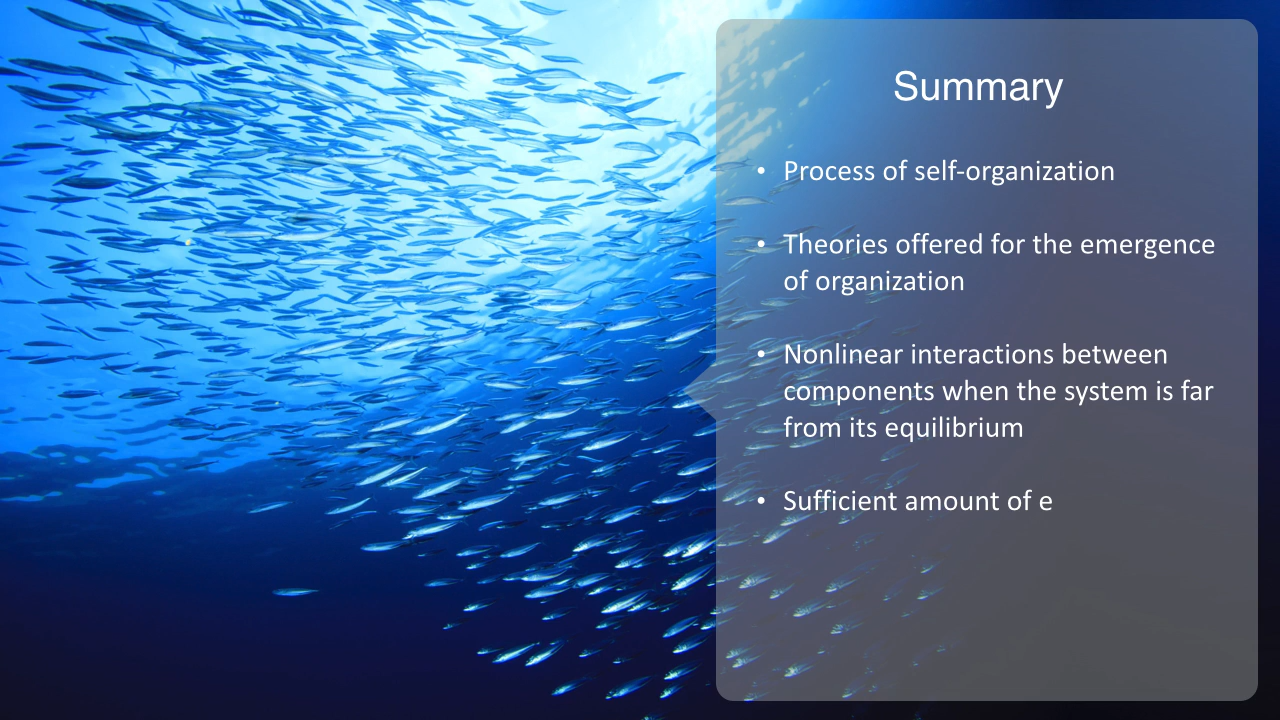 Summary
• Process of self-organization
• Theories offered for the emergence
of organization
• Nonlinear interactions between
components when the system is far
from its equilibrium
• Sufficient amount of e